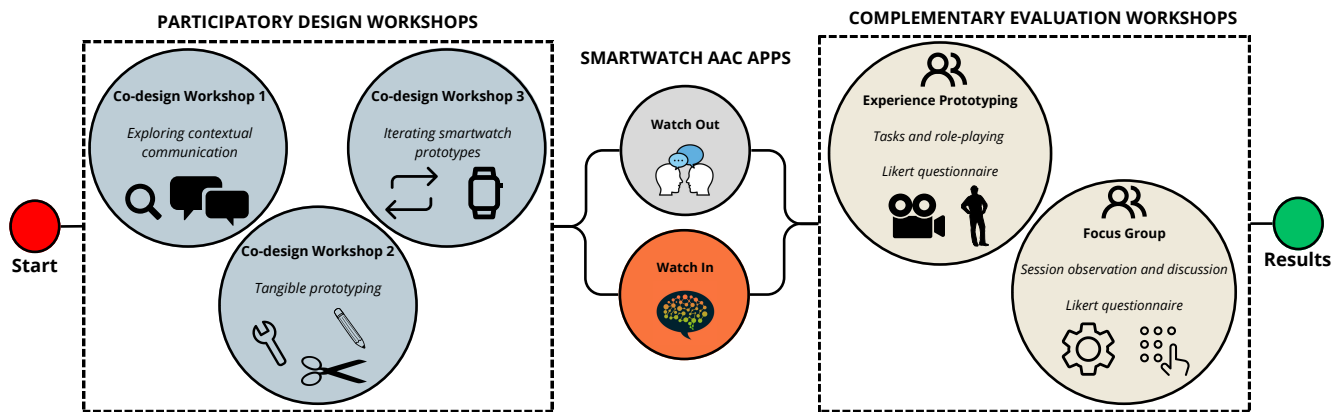 PARTICIPATORY DESIGN WORKSHOPS
Co-design Workshop 1
Exploring contextual
communication
Co-design Workshop 3
Iterating smartwatch
prototypes
Co-design Workshop 2
Tangible prototyping
Start
SMARTWATCH AAC APPS
Watch Out
Watch In
COMPLEMENTARY EVALUATION WORKSHOPS
Experience Prototyping
Tasks and role-playing
Likert questionnaire
Focus Group
Session observation and discussion
Likert questionnaire
Results